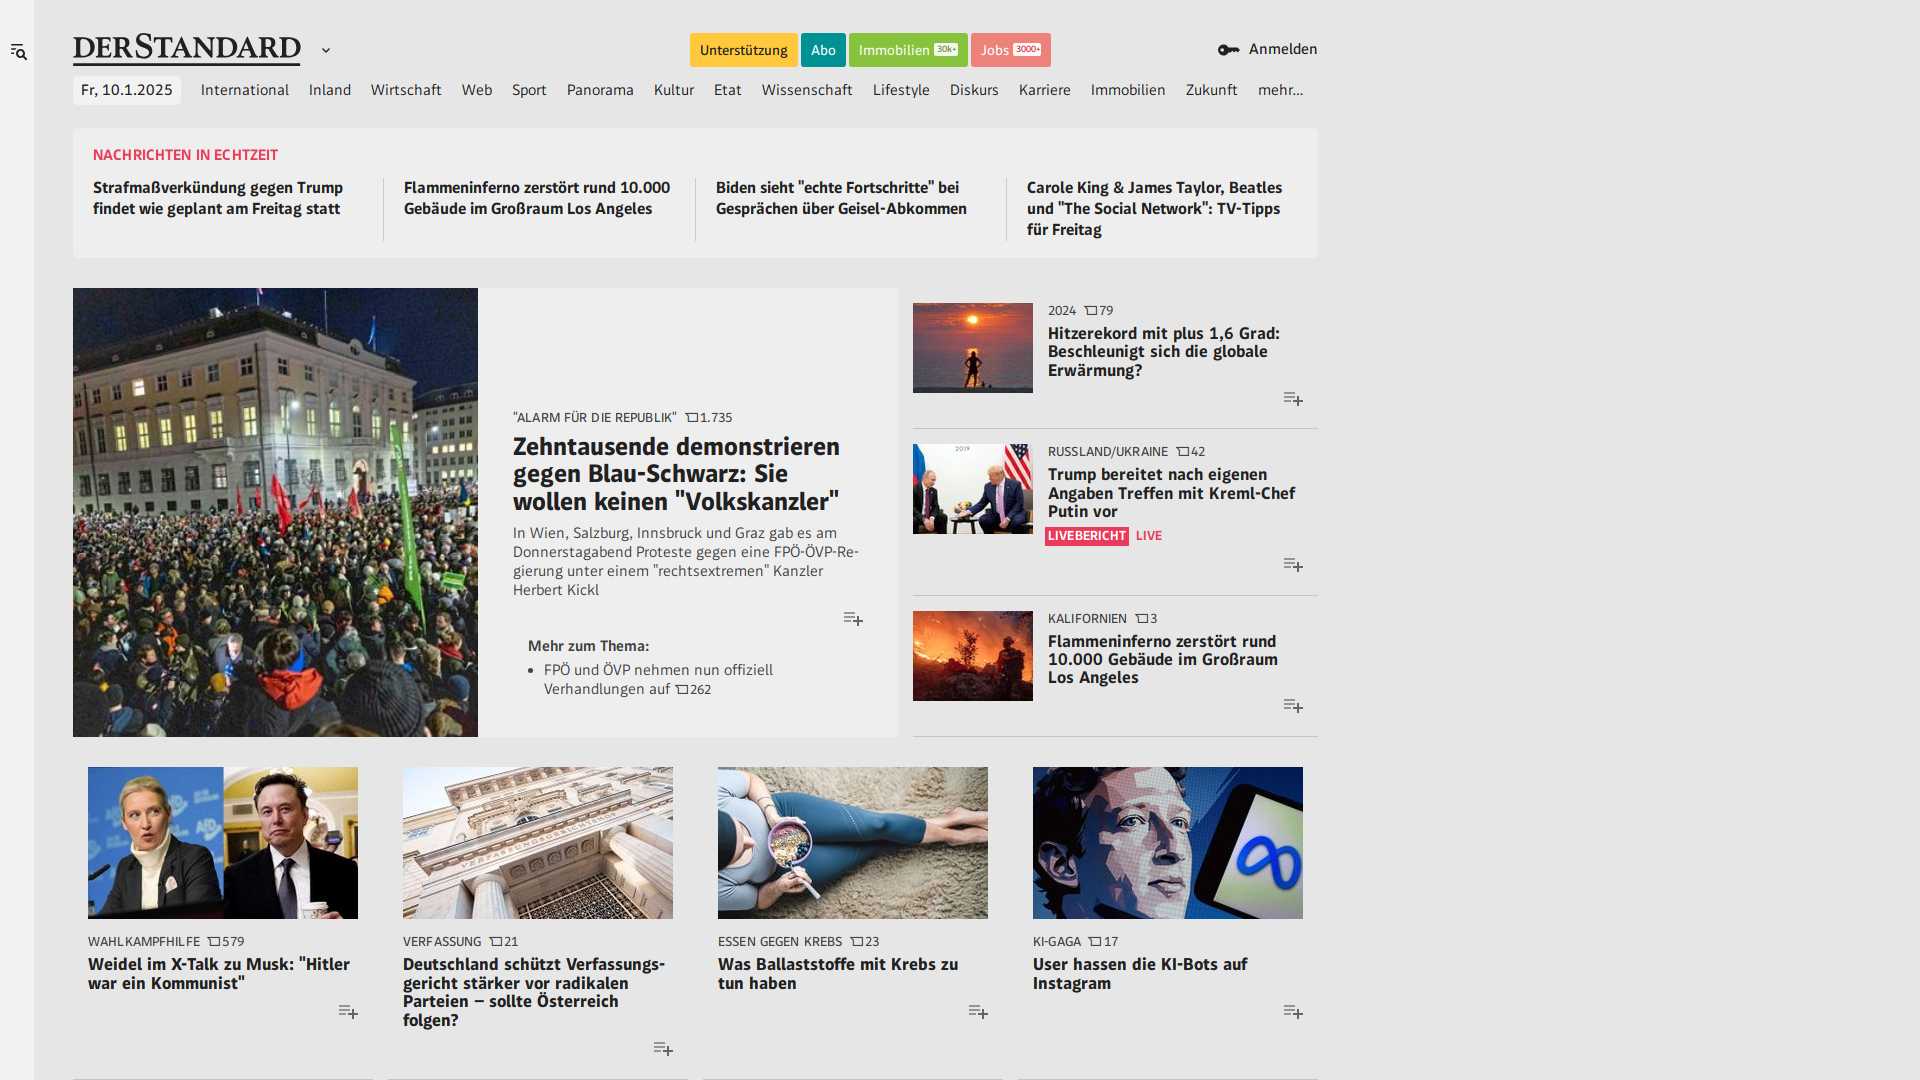 DERSTANDARD
Unterstützung
Abo
Immobilien 30k+
Jobs 3000+
Anmelden
Fr, 10.1.2025
International
Inland
Wirtschaft
Web
Sport
Panorama
Kultur
Etat
Wissenschaft
Lifestyle
Diskurs
Karriere
Immobilien
Zukunft
mehr...
NACHRICHTEN IN ECHTZEIT
Strafmaßverkündung gegen Trump
findet wie geplant am Freitag statt
Flammeninferno zerstört rund 10.000
Gebäude im Großraum Los Angeles
Biden sieht "echte Fortschritte" bei
Gesprächen über Geisel-Abkommen
Carole King & James Taylor, Beatles
und "The Social Network": TV-Tipps
für Freitag
"ALARM FÜR DIE REPUBLIK" 1.735
Zehntausende demonstrieren
gegen Blau-Schwarz: Sie
wollen keinen "Volkskanzler"
In Wien, Salzburg, Innsbruck und Graz gab es am
Donnerstagabend Proteste gegen eine FPÖ-ÖVP-Re-
gierung unter einem "rechtsextremen" Kanzler
Herbert Kickl
Mehr zum Thema:
• FPÖ und ÖVP nehmen nun offiziell
Verhandlungen auf 262
2024 79
Hitzerekord mit plus 1,6 Grad:
Beschleunigt sich die globale
Erwärmung?
2019
RUSSLAND/UKRAINE 42
Trump bereitet nach eigenen
Angaben Treffen mit Kreml-Chef
Putin vor
LIVEBERICHT LIVE
KALIFORNIEN 3
Flammeninferno zerstört rund
10.000 Gebäude im Großraum
Los Angeles
AfD
WAHLKAMPFHILFE 579
Weidel im X-Talk zu Musk: "Hitler
war ein Kommunist"
VERFASSUNGSGERICHTSHOF
VERFASSUNG 21
Deutschland schützt Verfassungs-
gericht stärker vor radikalen
Parteien – sollte Österreich
folgen?
ESSEN GEGEN KREBS 23
Was Ballaststoffe mit Krebs zu
tun haben
KI-GAGA 17
User hassen die KI-Bots auf
Instagram